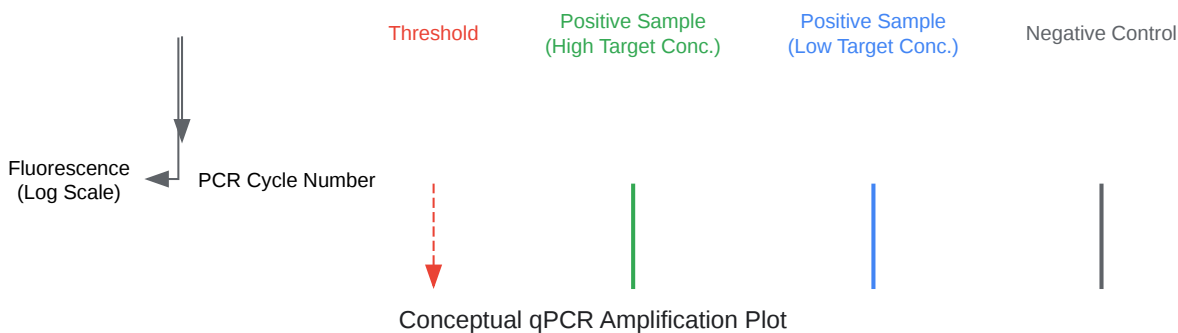 Threshold
Positive Sample
(High Target Conc.)
Positive Sample
(Low Target Conc.)
Negative Control
Fluorescence
(Log Scale)
PCR Cycle Number
Conceptual qPCR Amplification Plot